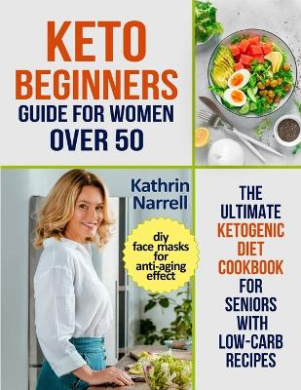 KETO
BEGINNERS
GUIDE FOR WOMEN
OVER 50
Kathrin
Narrell
diy
face masks
for
anti-aging
effect
THE
ULTIMATE
KETOGENIC
DIET
COOKBOOK
FOR
SENIORS
WITH
LOW-CARB
RECIPES